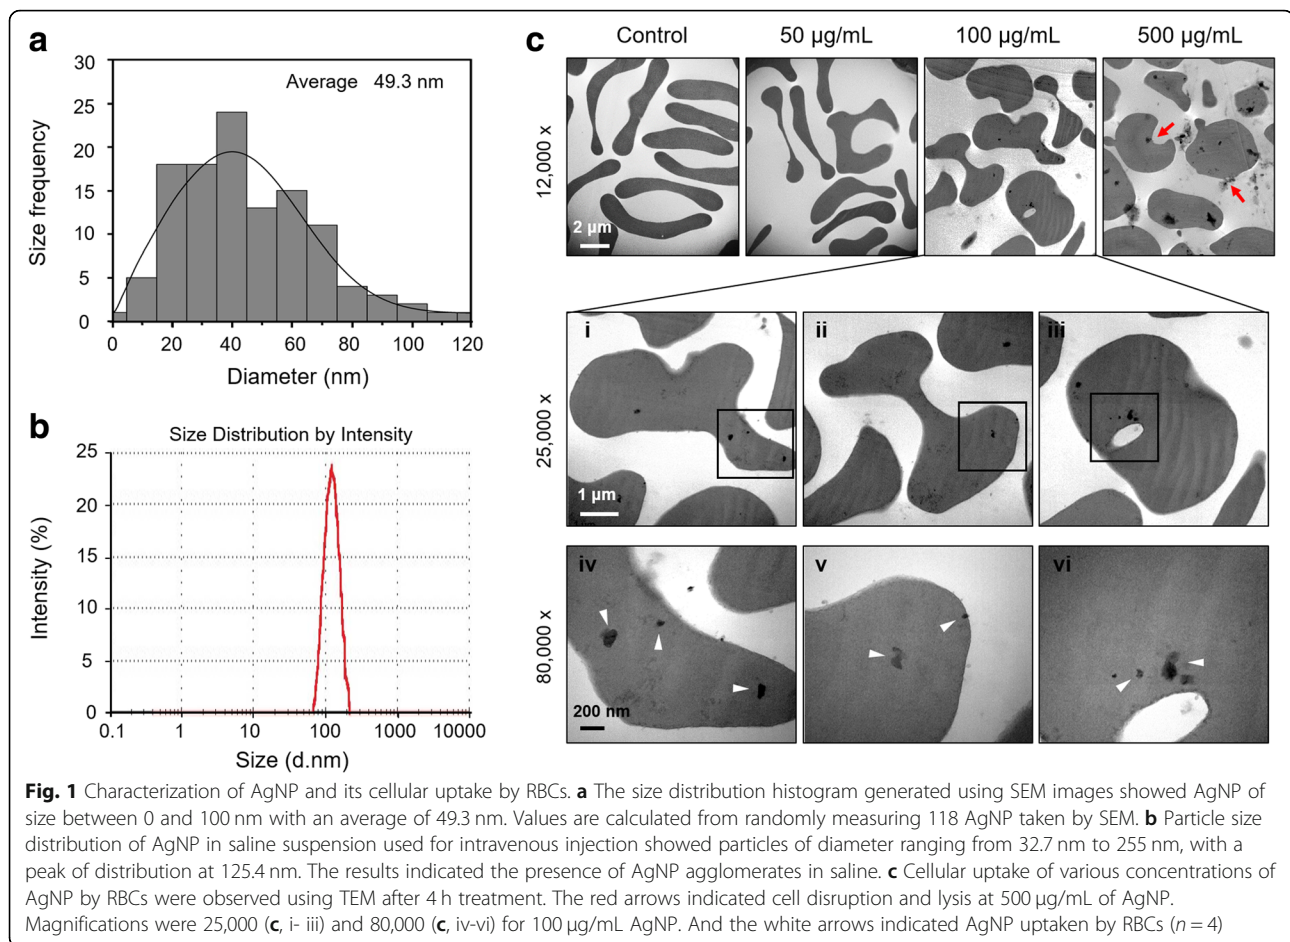 a
30
25
20
15
10
5
0
Size frequency
Average 49.3 nm
0 20 40 60 80 100 120
Diameter (nm)
b
Size Distribution by Intensity
25
20
15
10
5
0
Intensity (%)
0.1 1 10 100 1000 10000
Size (d.nm)
c
Control 50 µg/mL 100 µg/mL 500 µg/mL
12,000 x
2 µm
25,000 x
i ii iii
1 µm
80,000 x
iv v vi
200 nm
Fig. 1 Characterization of AgNP and its cellular uptake by RBCs. a The size distribution histogram generated using SEM images showed AgNP of
size between 0 and 100 nm with an average of 49.3 nm. Values are calculated from randomly measuring 118 AgNP taken by SEM. b Particle size
distribution of AgNP in saline suspension used for intravenous injection showed particles of diameter ranging from 32.7 nm to 255 nm, with a
peak of distribution at 125.4 nm. The results indicated the presence of AgNP agglomerates in saline. c Cellular uptake of various concentrations of
AgNP by RBCs were observed using TEM after 4 h treatment. The red arrows indicated cell disruption and lysis at 500 µg/mL of AgNP.
Magnifications were 25,000 (c, i- iii) and 80,000 (c, iv-vi) for 100 µg/mL AgNP. And the white arrows indicated AgNP uptaken by RBCs (n = 4)